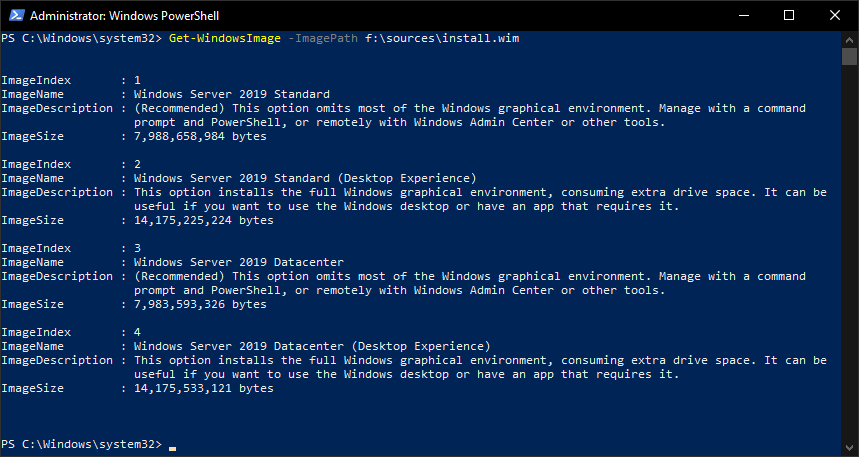 Administrator: Windows PowerShell
PS C:\Windows\system32> Get-WindowsImage -ImagePath f:\sources\install.wim
ImageIndex : 1
ImageName : Windows Server 2019 Standard
ImageDescription : (Recommended) This option omits most of the Windows graphical environment. Manage with a command
prompt and PowerShell, or remotely with Windows Admin Center or other tools.
ImageSize : 7,988,658,984 bytes
ImageIndex : 2
ImageName : Windows Server 2019 Standard (Desktop Experience)
ImageDescription : This option installs the full Windows graphical environment, consuming extra drive space. It can be
useful if you want to use the Windows desktop or have an app that requires it.
ImageSize : 14,175,225,224 bytes
ImageIndex : 3
ImageName : Windows Server 2019 Datacenter
ImageDescription : (Recommended) This option omits most of the Windows graphical environment. Manage with a command
prompt and PowerShell, or remotely with Windows Admin Center or other tools.
ImageSize : 7,983,593,326 bytes
ImageIndex : 4
ImageName : Windows Server 2019 Datacenter (Desktop Experience)
ImageDescription : This option installs the full Windows graphical environment, consuming extra drive space. It can be
useful if you want to use the Windows desktop or have an app that requires it.
ImageSize : 14,175,533,121 bytes
PS C:\Windows\system32>